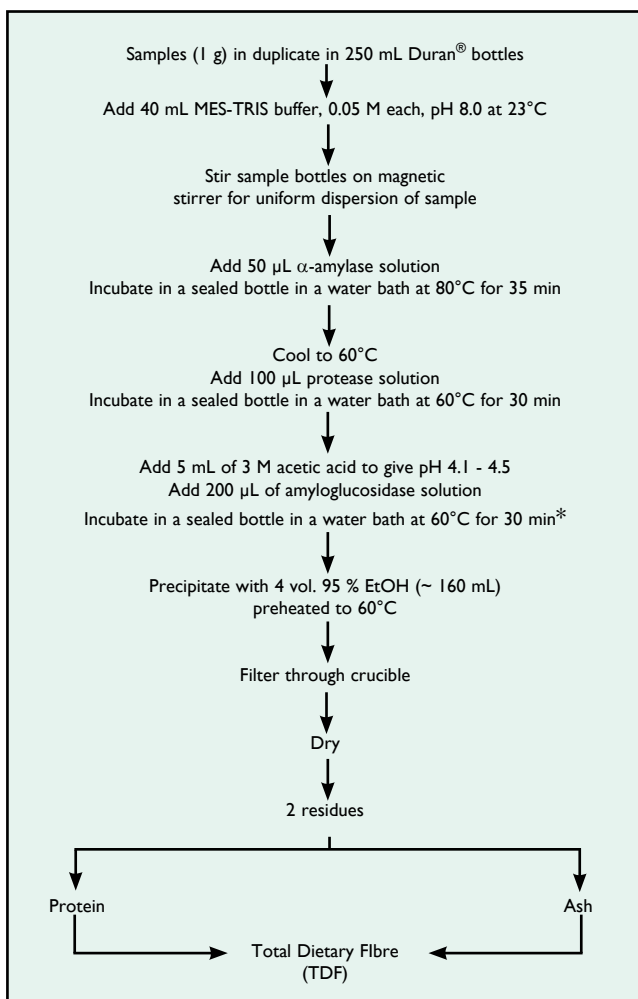 Samples (1 g) in duplicate in 250 mL Duran® bottles
Add 40 mL MES-TRIS buffer, 0.05 M each, pH 8.0 at 23°C
Stir sample bottles on magnetic
stirrer for uniform dispersion of sample
Add 50 µL α-amylase solution
Incubate in a sealed bottle in a water bath at 80°C for 35 min
Cool to 60°C
Add 100 µL protease solution
Incubate in a sealed bottle in a water bath at 60°C for 30 min
Add 5 mL of 3 M acetic acid to give pH 4.1 - 4.5
Add 200 µL of amyloglucosidase solution
Incubate in a sealed bottle in a water bath at 60°C for 30 min*
Precipitate with 4 vol. 95 % EtOH (~ 160 mL)
preheated to 60°C
Filter through crucible
Dry
2 residues
Protein
Ash
Total Dietary FIbre
(TDF)